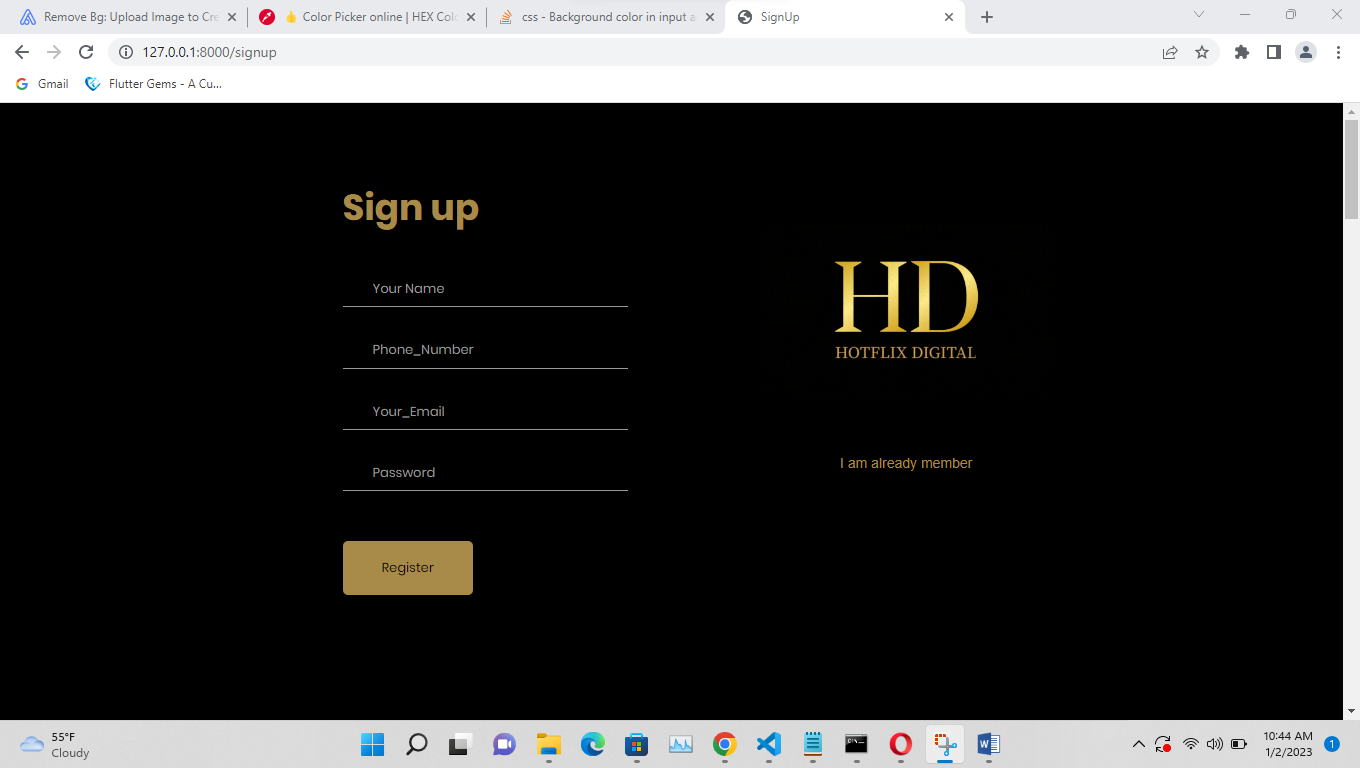 Remove Bg: Upload Image to Cre
👍 Color Picker online | HEX Colo
css - Background color in input a
SignUp
127.0.0.1:8000/signup
Gmail
Flutter Gems - A Cu...
Sign up
Your Name
Phone_Number
Your_Email
Password
Register
HD
HOTFLIX DIGITAL
I am already member
55°F
Cloudy
10:44 AM
1/2/2023
1